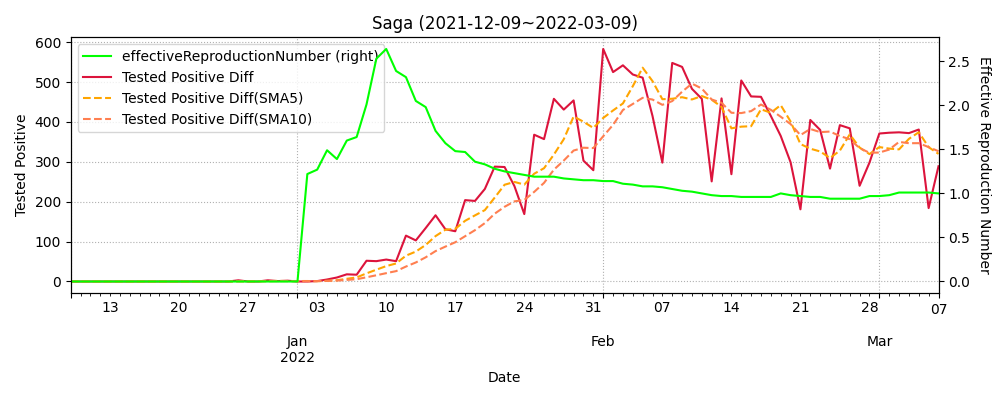 Saga (2021-12-09~2022-03-09)
effectiveReproductionNumber (right)
Tested Positive Diff
Tested Positive Diff(SMA5)
Tested Positive Diff(SMA10)
Tested Positive
600
500
400
300
200
100
0
Effective Reproduction Number
2.5
2.0
1.5
1.0
0.5
0.0
13 20 27 03 10 17 24 31 07 14 21 28 07
Jan Feb Mar
2022
Date